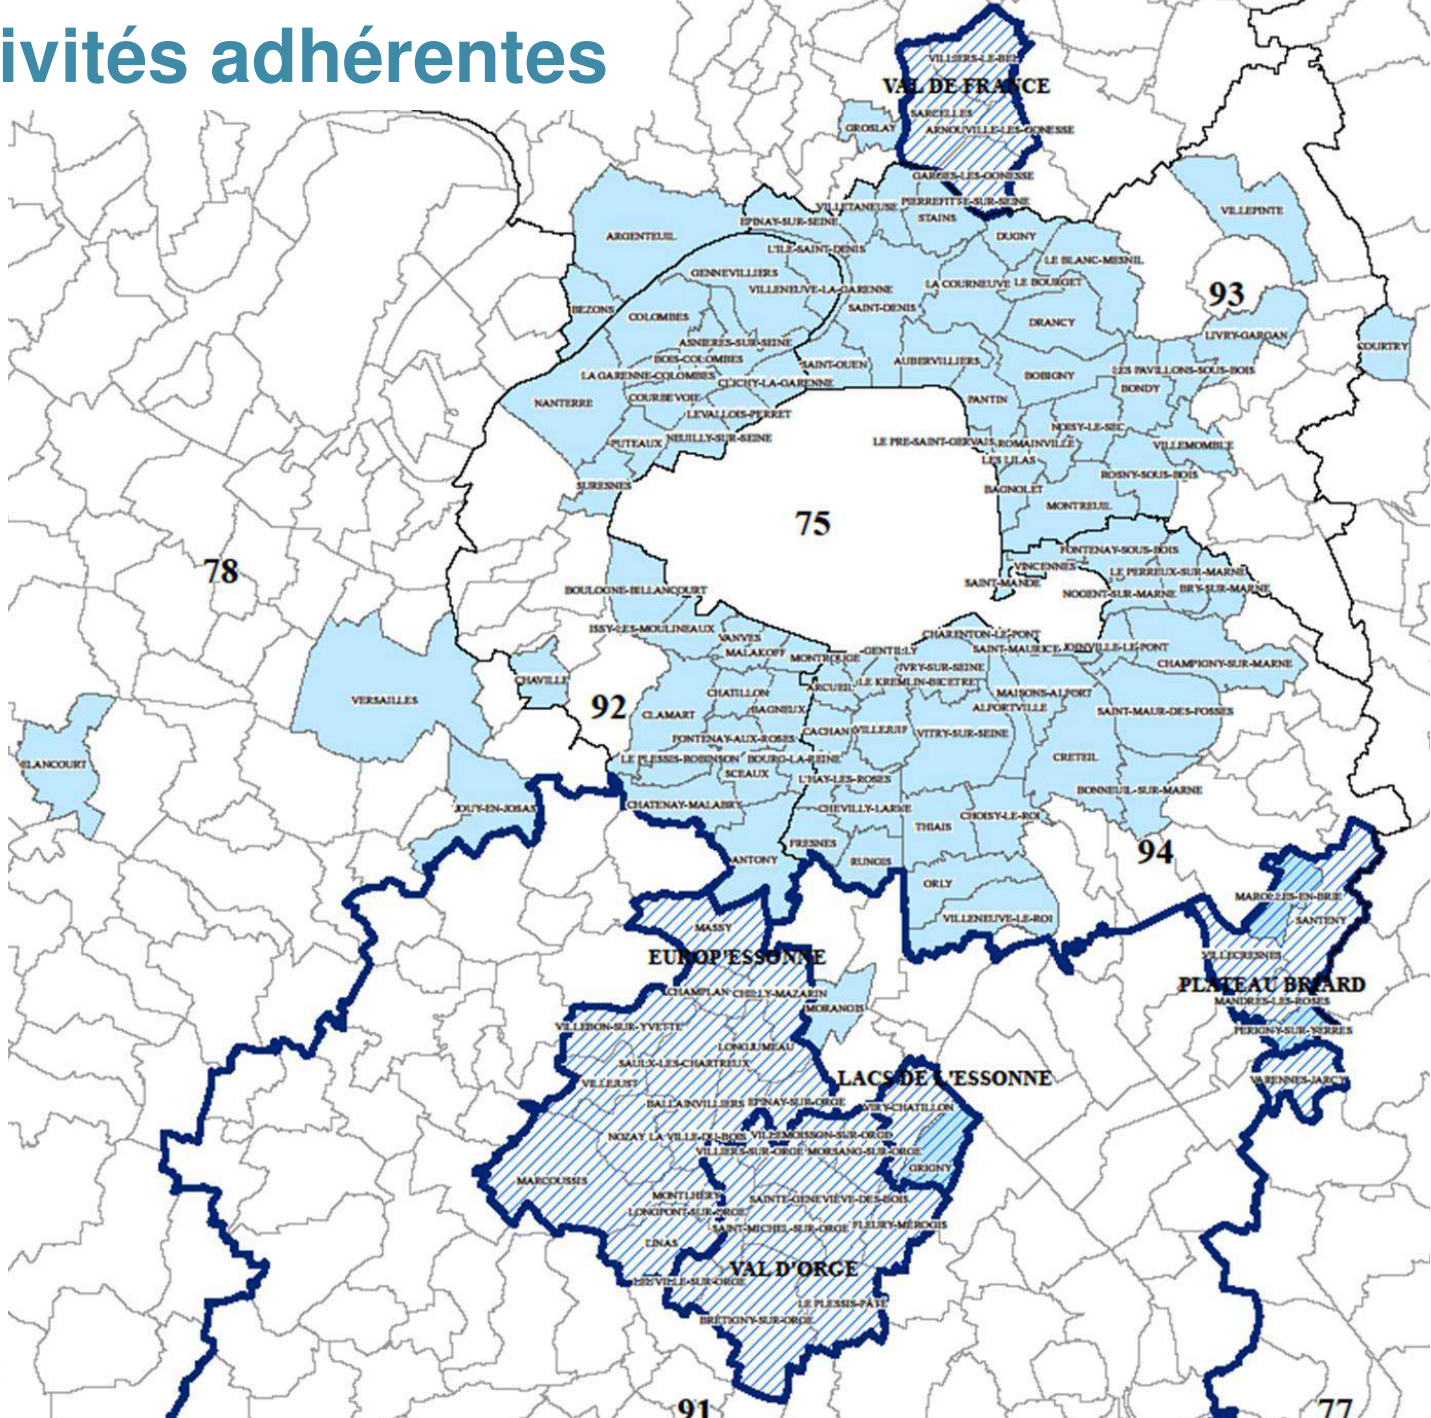 ivités adhérentes
VILLIERS-LE-BEL
VAL DE FRANCE
SARCELLES
GROSLAY
ARNOUVILLE-LES-GONESSE
GARGES-LES-GONESSE
PIERREFITTE-SUR-SEINE
VILLETANEUSE
VILLEPINTE
STAINS
EPINAY-SUR-SEINE
ARGENTEUIL
DUGNY
L'ILE-SAINT-DENIS
LE BLANC-MESNIL
GENNEVILLIERS
LA COURNEUVE
LE BOURGET
VILLENEUVE-LA-GARENNE
93
SAINT-DENIS
BEZONS
COLOMBES
DRANCY
LIVRY-GARGAN
ASNIERES-SUR-SEINE
COURTRY
BOIS-COLOMBES
AUBERVILLIERS
SAINT-OUEN
LES PAVILLONS-SOUS-BOIS
LA GARENNE-COLOMBES
BOBIGNY
CLICHY-LA-GARENNE
BONDY
COURBEVOIE
PANTIN
NANTERRE
LEVALLOIS-PERRET
NOISY-LE-SEC
NEUILLY-SUR-SEINE
PUTEAUX
LE PRE-SAINT-GERVAIS
ROMAINVILLE
VILLEMOMBLE
LES LILAS
ROSNY-SOUS-BOIS
SURESNES
BAGNOLET
MONTREUIL
75
FONTENAY-SOUS-BOIS
VINCENNES
LE PERREUX-SUR-MARNE
78
SAINT-MANDE
BRY-SUR-MARNE
BOULOGNE-BILLANCOURT
NOGENT-SUR-MARNE
ISSY-LES-MOULINEAUX
CHARENTON-LE-PONT
VANVES
SAINT-MAURICE
JOINVILLE-LE-PONT
MALAKOFF
MONTROUGE
GENTILLY
IVRY-SUR-SEINE
CHAMPIGNY-SUR-MARNE
CHAVILLE
LE KREMLIN-BICETRE
ARCUEIL
CHATILLON
MAISONS-ALFORT
VERSAILLES
92
BAGNEUX
ALFORTVILLE
SAINT-MAUR-DES-FOSSES
CLAMART
CACHAN
VILLEJUIF
VITRY-SUR-SEINE
FONTENAY-AUX-ROSES
LE PLESSIS-ROBINSON
BOURG-LA-REINE
CRETEIL
ELANCOURT
SCEAUX
L'HAY-LES-ROSES
BONNEUIL-SUR-MARNE
JOUY-EN-JOSAS
CHATENAY-MALABRY
CHEVILLY-LARUE
CHOISY-LE-ROI
THIAIS
FRESNES
94
ANTONY
RUNGIS
ORLY
MAROLLES-EN-BRIE
VILLENEUVE-LE-ROI
SANTENY
MASSY
VILLECRESNES
EUROP'ESSONNE
PLATEAU BRIARD
CHAMPLAN
CHILLY-MAZARIN
MANDRES-LES-ROSES
MORANGIS
VILLEBON-SUR-YVETTE
PERIGNY-SUR-YERRES
LONGJUMEAU
SAULX-LES-CHARTREUX
LACS DE L'ESSONNE
VARENNES-JARCY
VILLEJUST
BALLAINVILLIERS
EPINAY-SUR-ORGE
VIRY-CHATILLON
NOZAY
LA VILLE-DU-BOIS
VILLEMOISSON-SUR-ORGE
VILLIERS-SUR-ORGE
MORSANG-SUR-ORGE
GRIGNY
MARCOUSSIS
MONTLHÉRY
SAINTE-GENEVIÈVE-DES-BOIS
LONGPONT-SUR-ORGE
SAINT-MICHEL-SUR-ORGE
FLEURY-MÉROGIS
LINAS
VAL D'ORGE
LEUVILLE-SUR-ORGE
LE PLESSIS-PÂTÉ
BRÉTIGNY-SUR-ORGE
91
77